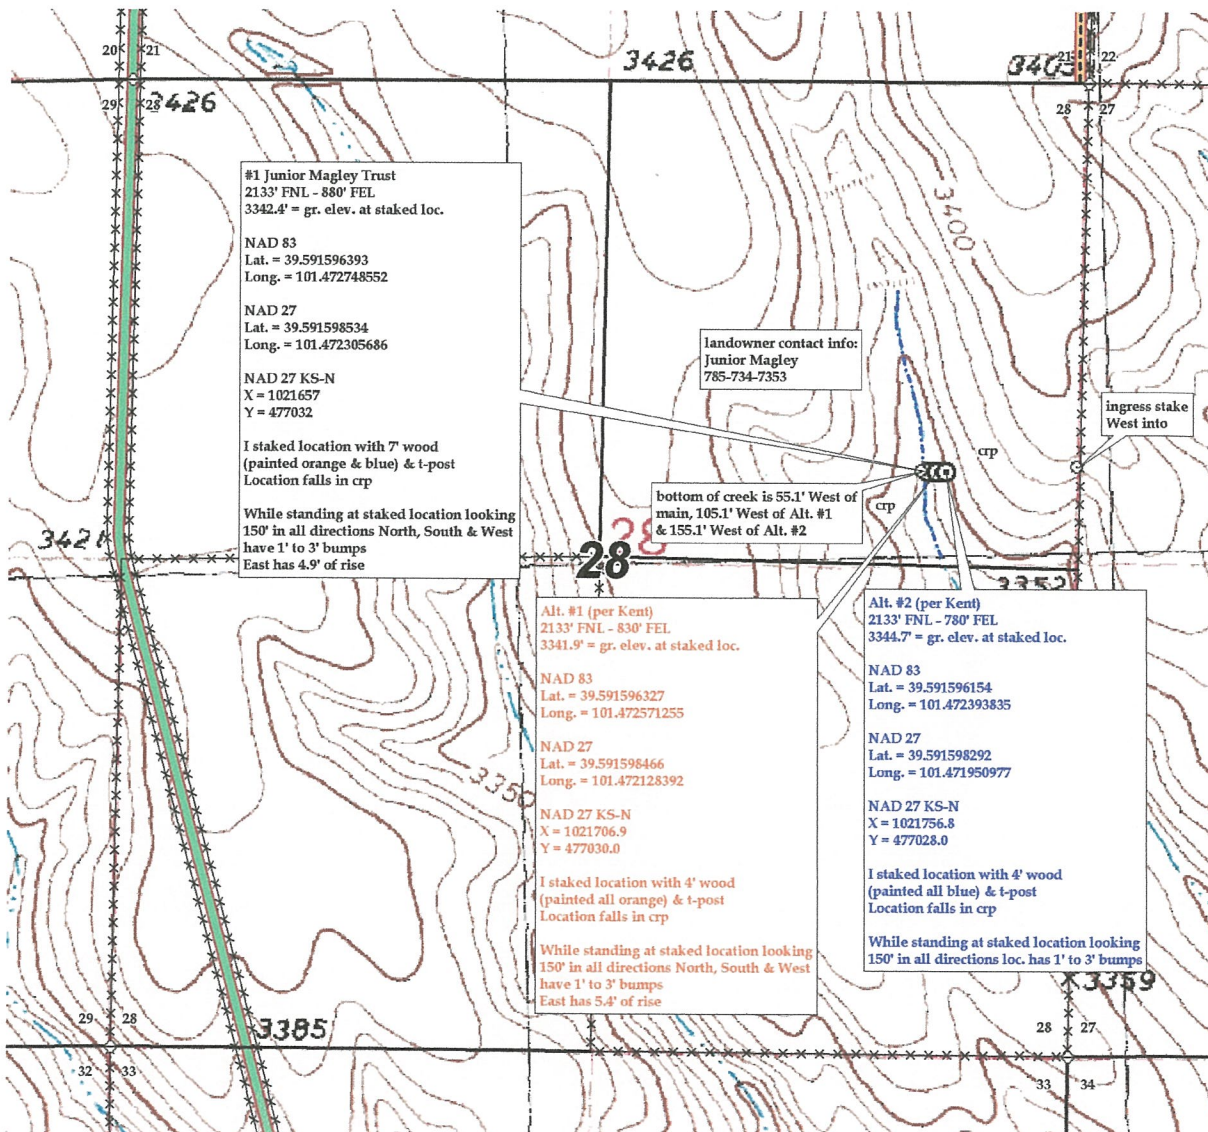 20
21
3426
3405
21
22
29
28
3426
28
27
#1 Junior Magley Trust
2133' FNL - 880' FEL
3342.4' = gr. elev. at staked loc.
NAD 83
Lat. = 39.591596393
Long. = 101.472748552
NAD 27
Lat. = 39.591598534
Long. = 101.472305686
NAD 27 KS-N
X = 1021657
Y = 477032
I staked location with 7' wood
(painted orange & blue) & t-post
Location falls in crp
While standing at staked location looking
150' in all directions North, South & West
have 1' to 3' bumps
East has 4.9' of rise
3400
landowner contact info:
Junior Magley
785-734-7353
ingress stake
West into
crp
bottom of creek is 55.1' West of
main, 105.1' West of Alt. #1
& 155.1' West of Alt. #2
crp
28
28
3352
Alt. #1 (per Kent)
2133' FNL - 830' FEL
3341.9' = gr. elev. at staked loc.
NAD 83
Lat. = 39.591596327
Long. = 101.472571255
NAD 27
Lat. = 39.591598466
Long. = 101.472128392
NAD 27 KS-N
X = 1021706.9
Y = 477030.0
I staked location with 4' wood
(painted all orange) & t-post
Location falls in crp
While standing at staked location looking
150' in all directions North, South & West
have 1' to 3' bumps
East has 5.4' of rise
Alt. #2 (per Kent)
2133' FNL - 780' FEL
3344.7' = gr. elev. at staked loc.
NAD 83
Lat. = 39.591596154
Long. = 101.472393835
NAD 27
Lat. = 39.591598292
Long. = 101.471950977
NAD 27 KS-N
X = 1021756.8
Y = 477028.0
I staked location with 4' wood
(painted all blue) & t-post
Location falls in crp
While standing at staked location looking
150' in all directions loc. has 1' to 3' bumps
3350
3359
29
28
3385
28
27
32
33
33
34